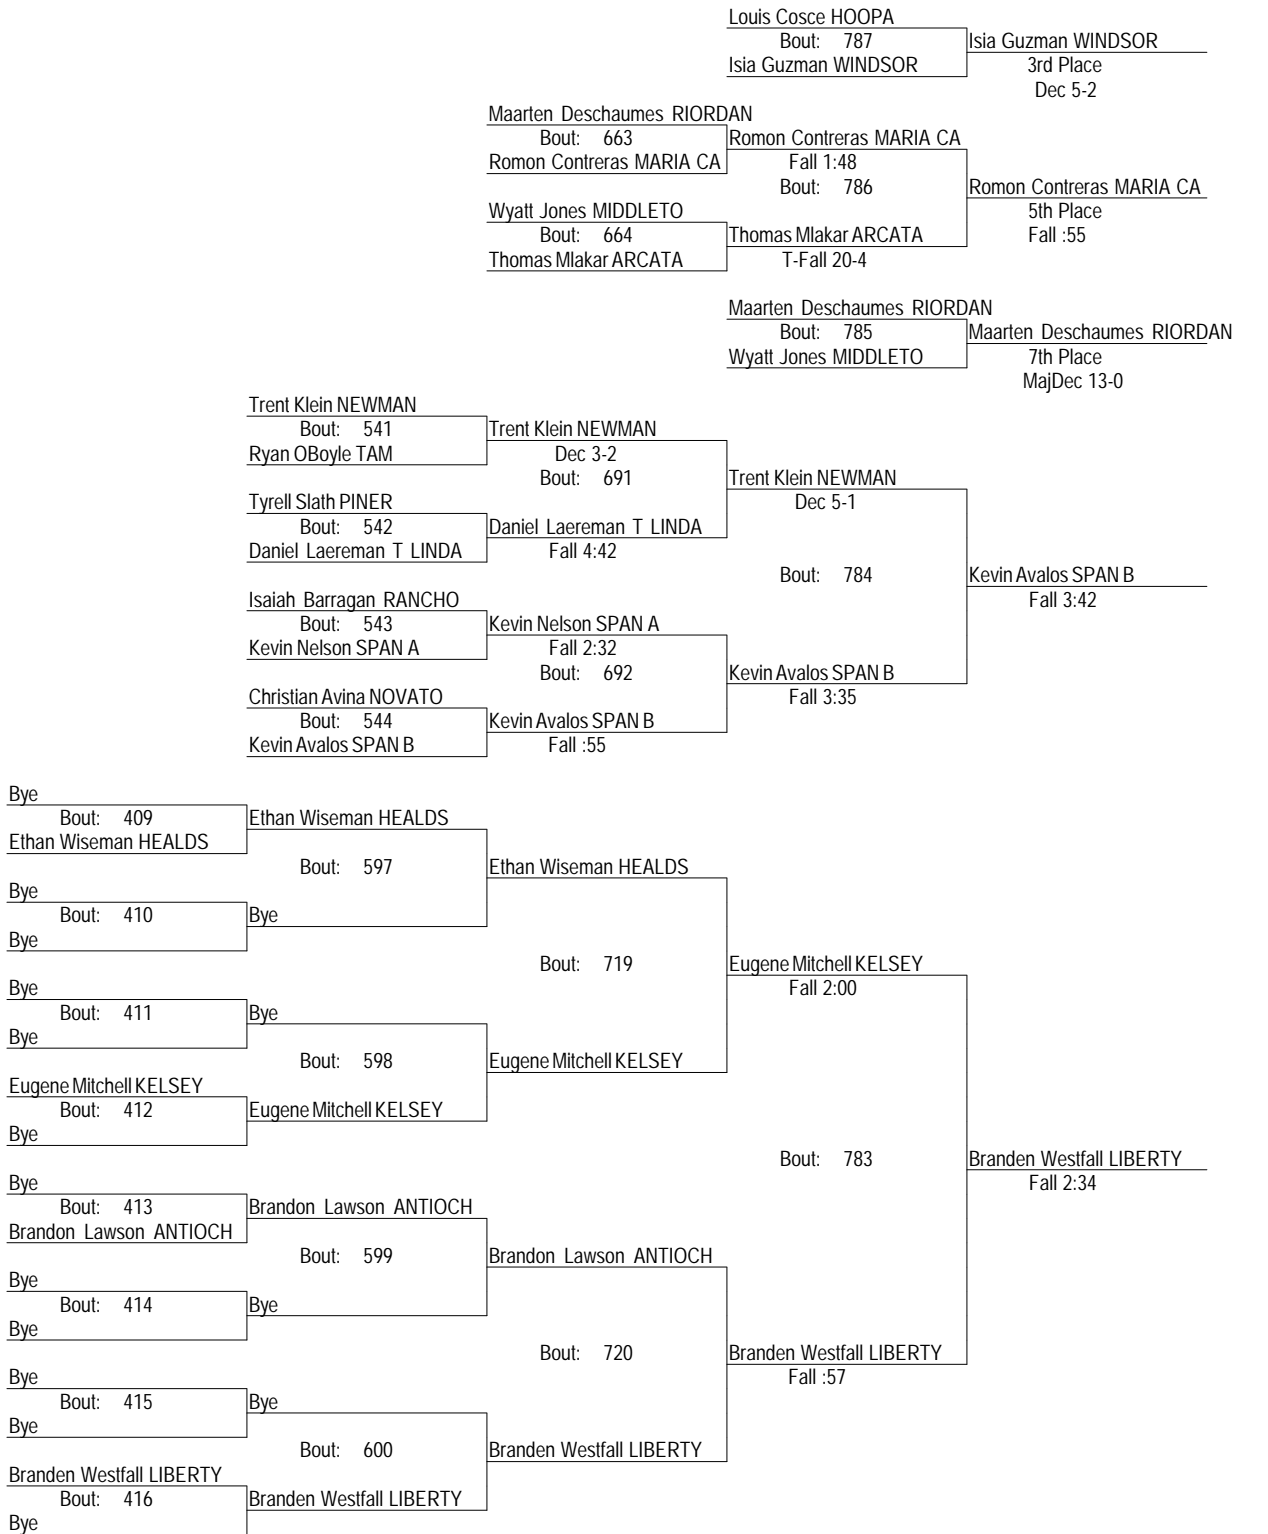 Louis Cosce HOOPA
Bout: 787
Isia Guzman WINDSOR
Isia Guzman WINDSOR
3rd Place
Dec 5-2
Maarten Deschaumes RIORDAN
Bout: 663
Romon Contreras MARIA CA
Romon Contreras MARIA CA
Fall 1:48
Bout: 786
Romon Contreras MARIA CA
5th Place
Fall :55
Wyatt Jones MIDDLETO
Bout: 664
Thomas Mlakar ARCATA
Thomas Mlakar ARCATA
T-Fall 20-4
Maarten Deschaumes RIORDAN
Bout: 785
Wyatt Jones MIDDLETO
Maarten Deschaumes RIORDAN
7th Place
MajDec 13-0
Trent Klein NEWMAN
Bout: 541
Ryan OBoyle TAM
Trent Klein NEWMAN
Dec 3-2
Bout: 691
Trent Klein NEWMAN
Dec 5-1
Tyrell Slath PINER
Bout: 542
Daniel Laereman T LINDA
Daniel Laereman T LINDA
Fall 4:42
Bout: 784
Kevin Avalos SPAN B
Fall 3:42
Isaiah Barragan RANCHO
Bout: 543
Kevin Nelson SPAN A
Kevin Nelson SPAN A
Fall 2:32
Bout: 692
Kevin Avalos SPAN B
Fall 3:35
Christian Avina NOVATO
Bout: 544
Kevin Avalos SPAN B
Kevin Avalos SPAN B
Fall :55
Bye
Bout: 409
Ethan Wiseman HEALDS
Ethan Wiseman HEALDS
Bout: 597
Ethan Wiseman HEALDS
Bye
Bout: 410
Bye
Bye
Bout: 719
Eugene Mitchell KELSEY
Fall 2:00
Bye
Bout: 411
Bye
Bye
Bout: 598
Eugene Mitchell KELSEY
Eugene Mitchell KELSEY
Bout: 412
Bye
Eugene Mitchell KELSEY
Bout: 783
Branden Westfall LIBERTY
Fall 2:34
Bye
Bout: 413
Brandon Lawson ANTIOCH
Brandon Lawson ANTIOCH
Bout: 599
Brandon Lawson ANTIOCH
Bye
Bout: 414
Bye
Bye
Bout: 720
Branden Westfall LIBERTY
Fall :57
Bye
Bout: 415
Bye
Bye
Bout: 600
Branden Westfall LIBERTY
Branden Westfall LIBERTY
Bout: 416
Bye
Branden Westfall LIBERTY